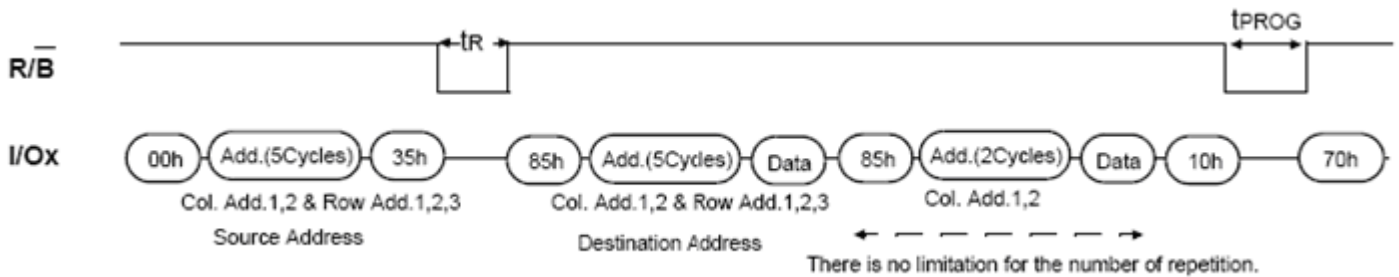 tR
tPROG
R/B
I/Ox
00h Add.(5Cycles) 35h 85h Add.(5Cycles) Data 85h Add.(2Cycles) Data 10h 70h
Col. Add.1,2 & Row Add.1,2,3 Col. Add.1,2 & Row Add.1,2,3 Col. Add.1,2
Source Address Destination Address
There is no limitation for the number of repetition.